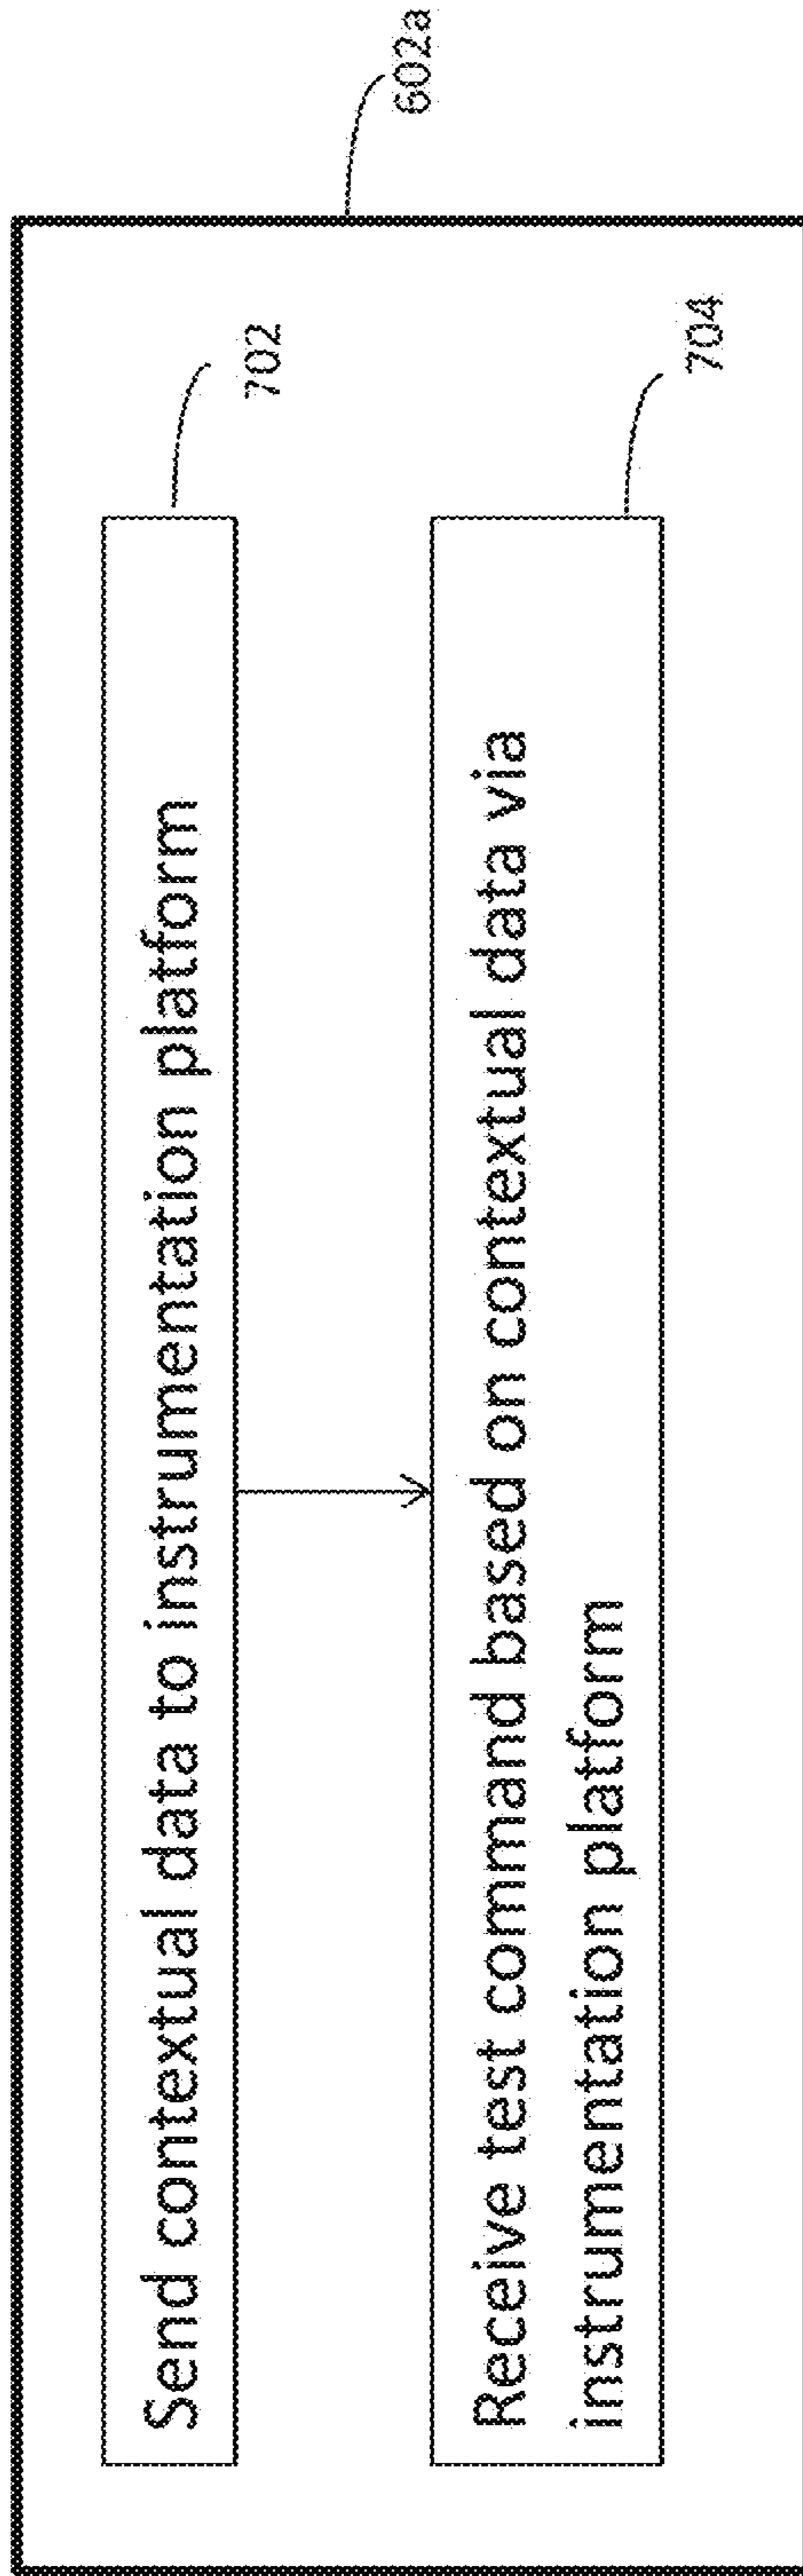 602a
Send contextual data to instrumentation platform
702
Receive test command based on contextual data via
instrumentation platform
704